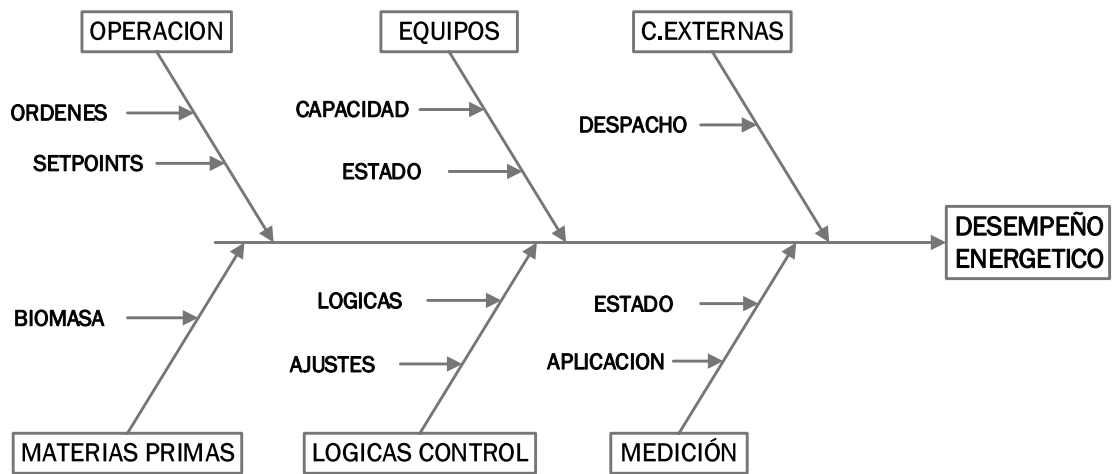 OPERACION
EQUIPOS
C.EXTERNAS
ORDENES
SETPOINTS
CAPACIDAD
ESTADO
DESPACHO
DESEMPEÑO
ENERGETICO
BIOMASA
LOGICAS
AJUSTES
ESTADO
APLICACION
MATERIAS PRIMAS
LOGICAS CONTROL
MEDICIÓN